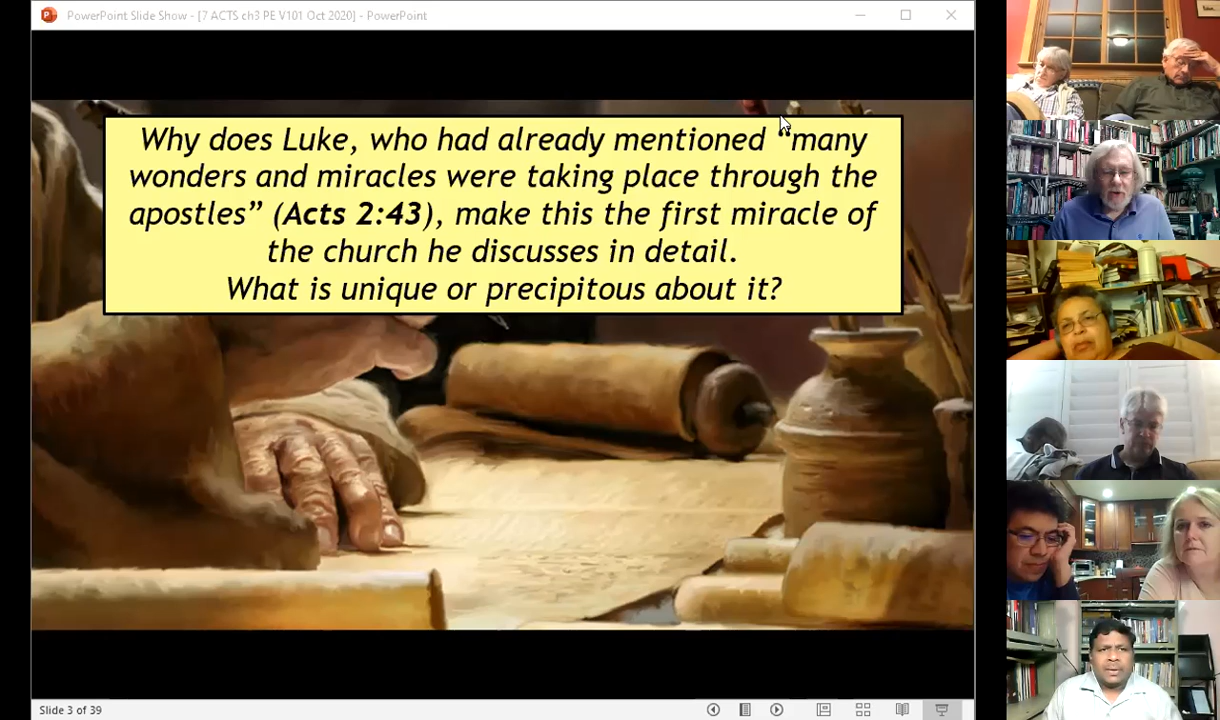 PowerPoint Slide Show - [7 ACTS ch3 PE V101 Oct 2020] - PowerPoint
Why does Luke, who had already mentioned “many
wonders and miracles were taking place through the
apostles” (Acts 2:43), make this the first miracle of
the church he discusses in detail.
What is unique or precipitous about it?
Slide 3 of 39